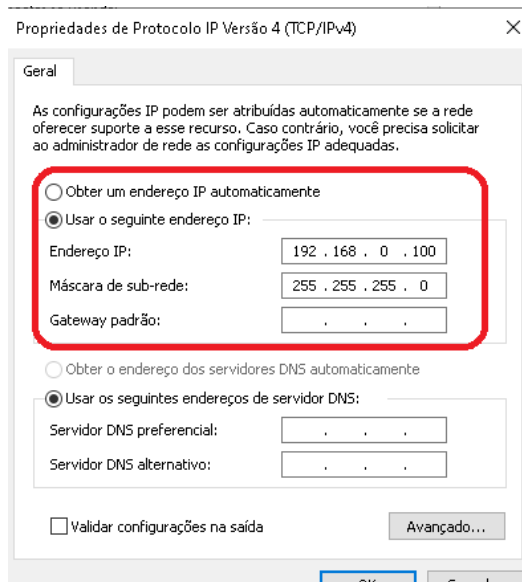 Propriedades de Protocolo IP Versão 4 (TCP/IPv4)
Geral
As configurações IP podem ser atribuídas automaticamente se a rede
oferecer suporte a esse recurso. Caso contrário, você precisa solicitar
ao administrador de rede as configurações IP adequadas.
Obter um endereço IP automaticamente
Usar o seguinte endereço IP:
Endereço IP: 192 . 168 . 0 . 100
Máscara de sub-rede: 255 . 255 . 255 . 0
Gateway padrão: . . .
Obter o endereço dos servidores DNS automaticamente
Usar os seguintes endereços de servidor DNS:
Servidor DNS preferencial: . . .
Servidor DNS alternativo: . . .
Validar configurações na saída
Avançado...